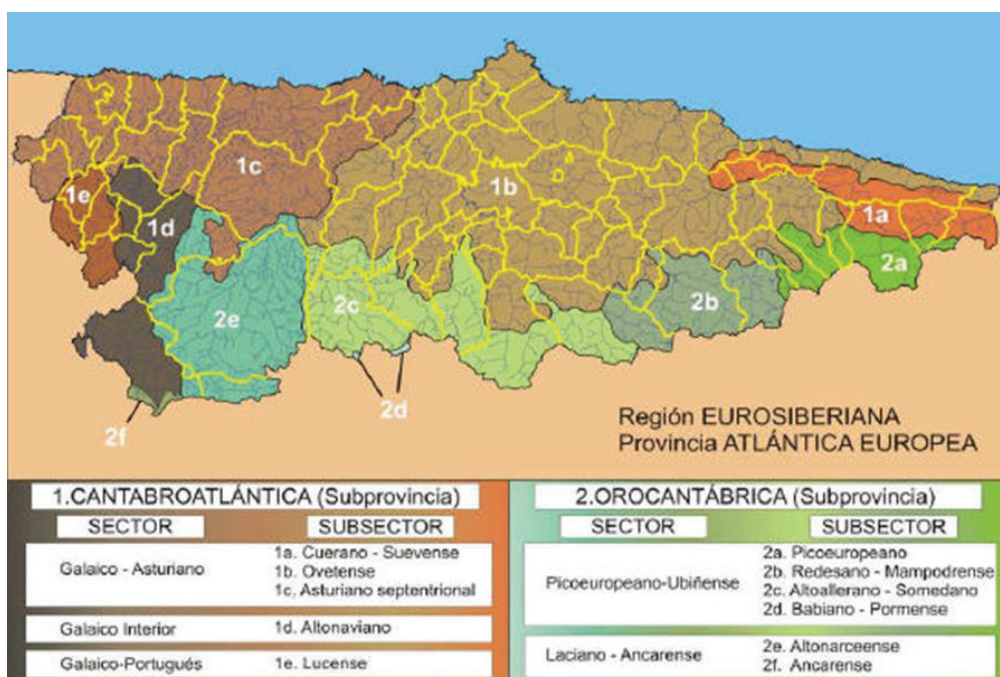 1c
1e
1b
1d
1a
2a
2e
2c
2b
2d
2f
Región EUROSIBERIANA
Provincia ATLÁNTICA EUROPEA
1.CANTABROATLÁNTICA (Subprovincia)
SECTOR
SUBSECTOR
Galaico - Asturiano
1a. Cuerano - Suevense
1b. Ovetense
1c. Asturiano septentrional
Galaico Interior
1d. Altonaviano
Galaico-Portugués
1e. Lucense
2.OROCANTÁBRICA (Subprovincia)
SECTOR
SUBSECTOR
Picoeuropeano-Ubiñense
2a. Picoeuropeano
2b. Redesano - Mampodrense
2c. Altoallerano - Somedano
2d. Babiano - Pormense
Laciano - Ancarense
2e. Altonarceense
2f. Ancarense